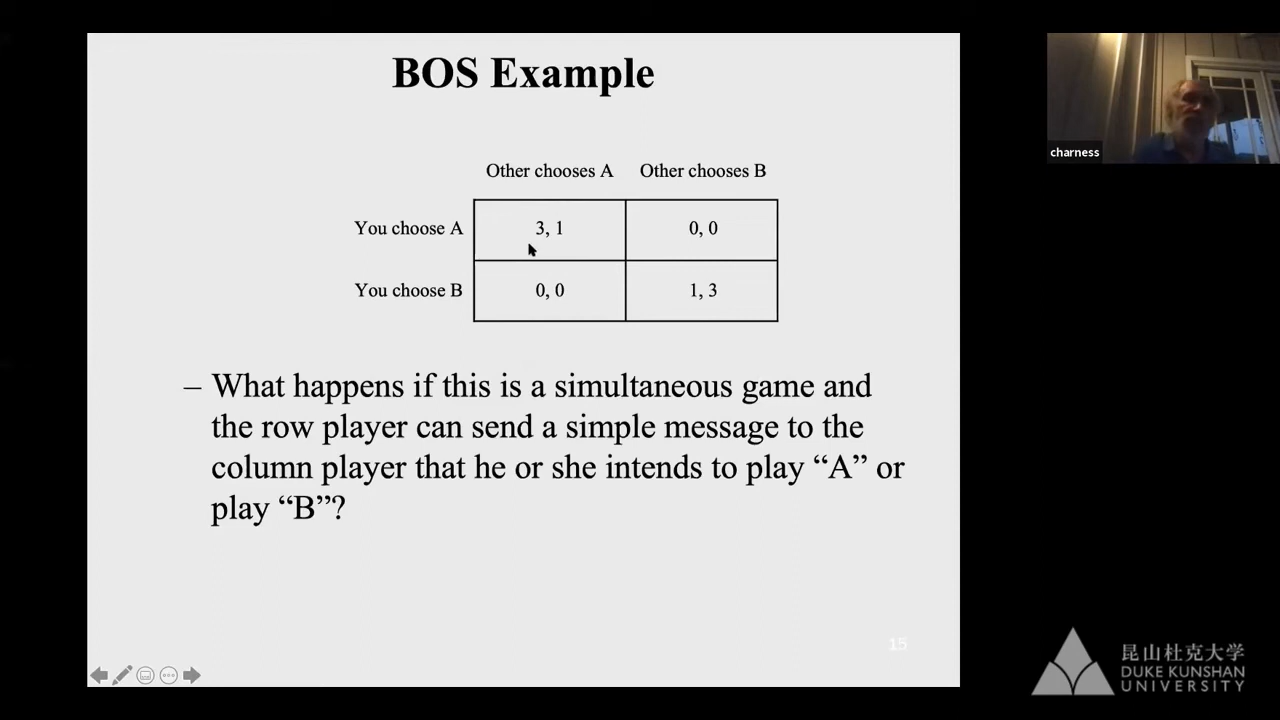 BOS Example
charness
Other chooses A Other chooses B
You choose A 3, 1 0, 0
You choose B 0, 0 1, 3
– What happens if this is a simultaneous game and
the row player can send a simple message to the
column player that he or she intends to play “A” or
play “B”?
15
昆山杜克大学
DUKE KUNSHAN
UNIVERSITY